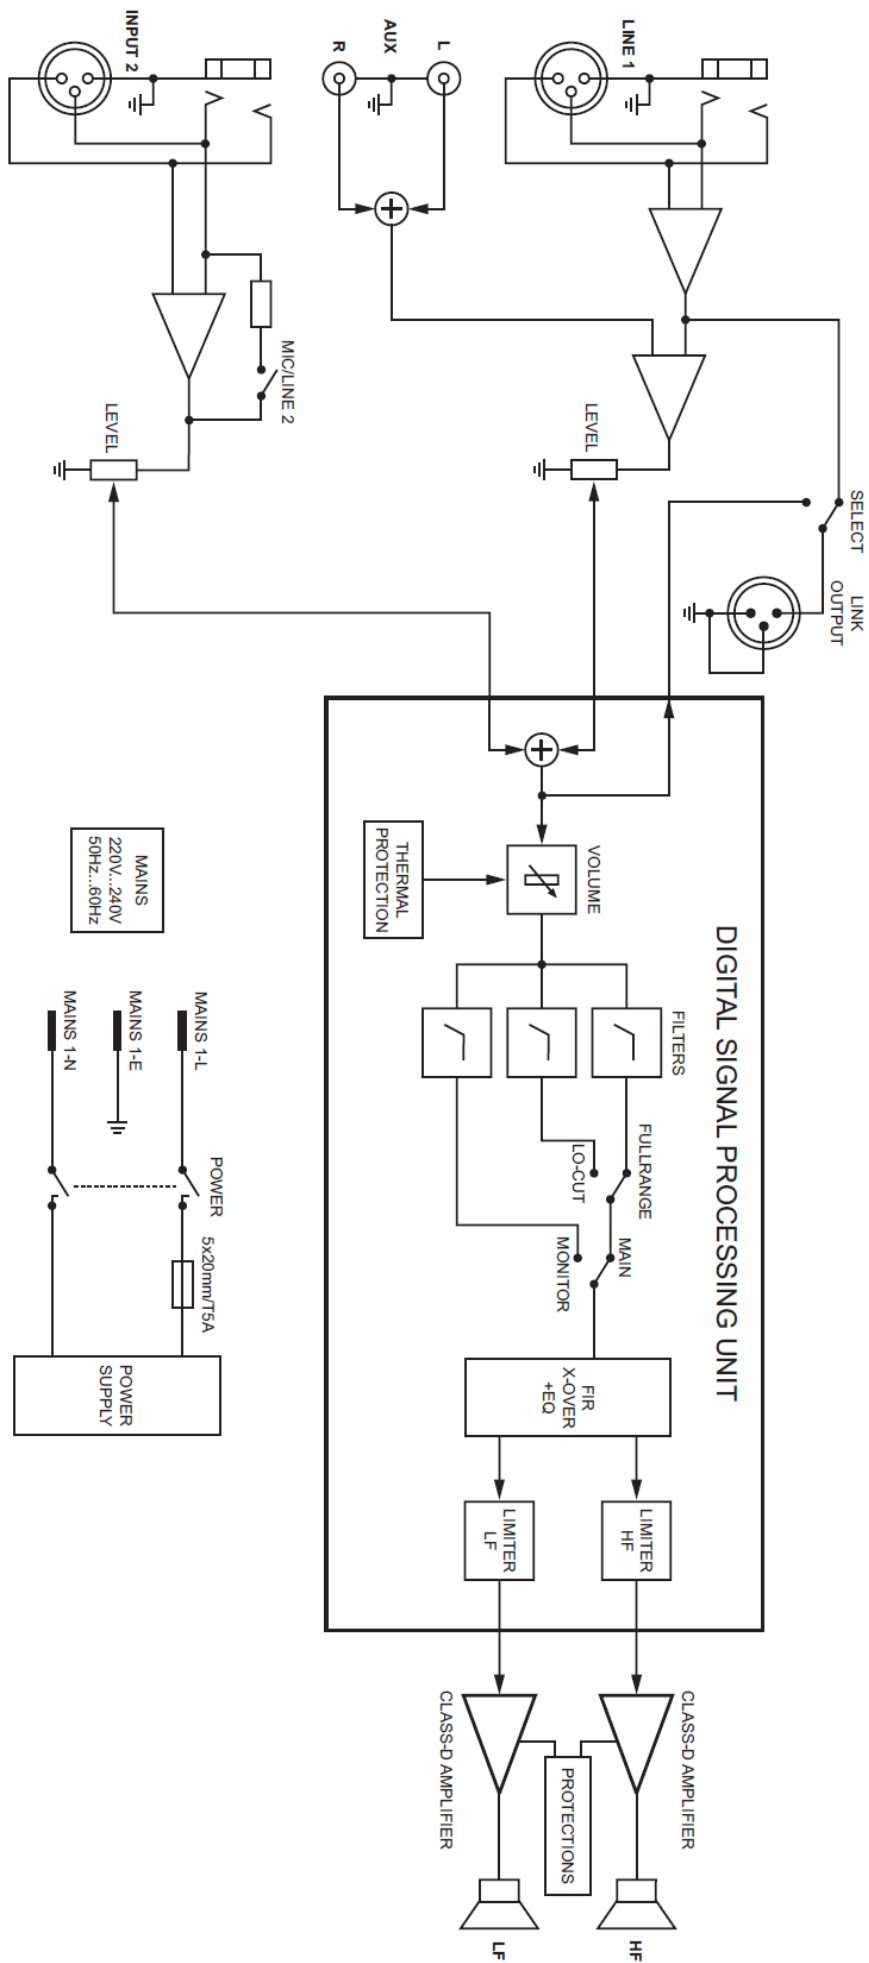 LINE 1
L
AUX
R
INPUT 2
MIC/LINE 2
LEVEL
LEVEL
SELECT
LINK
OUTPUT
DIGITAL SIGNAL PROCESSING UNIT
VOLUME
THERMAL
PROTECTION
FILTERS
FULLRANGE
LO-CUT
MAIN
MONITOR
FIR
X-OVER
+EQ
LIMITER
HF
LIMITER
LF
CLASS-D AMPLIFIER
CLASS-D AMPLIFIER
PROTECTIONS
HF
LF
MAINS
220V...240V
50Hz...60Hz
MAINS 1-L
MAINS 1-E
MAINS 1-N
POWER
5x20mm/T5A
POWER
SUPPLY